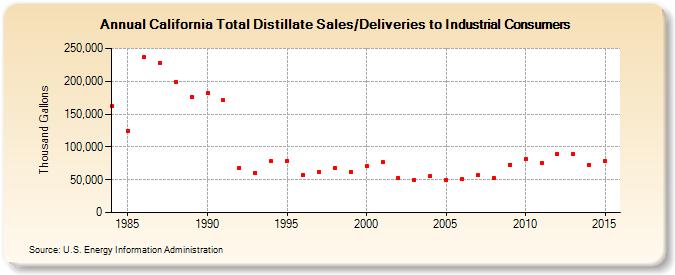 Annual California Total Distillate Sales/Deliveries to Industrial Consumers
Thousand Gallons
250,000
200,000
150,000
100,000
50,000
0
1985 1990 1995 2000 2005 2010 2015
Source: U.S. Energy Information Administration